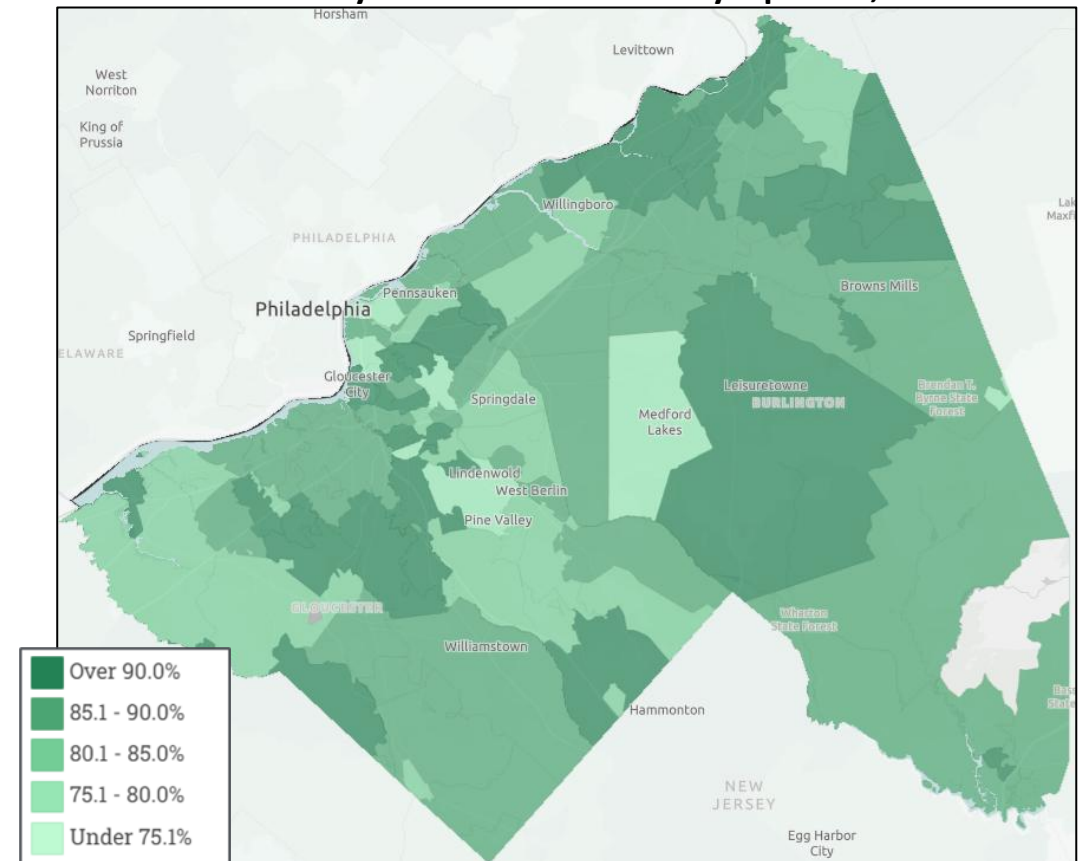 Horsham
Levittown
West
Norriton
King of
Prussia
Willingboro
PHILADELPHIA
Pennsauken
Browns Mills
Philadelphia
Springfield
Gloucester
City
Springdale
Leisuretowne
BURLINGTON
Brendan T.
Byrne State
Forest
Medford
Lakes
Lindenwold
West Berlin
Pine Valley
GLOUCESTER
Wharton
State Forest
Williamstown
Hammonton
NEW
JERSEY
Egg Harbor
City
Over 90.0%
85.1 - 90.0%
80.1 - 85.0%
75.1 - 80.0%
Under 75.1%